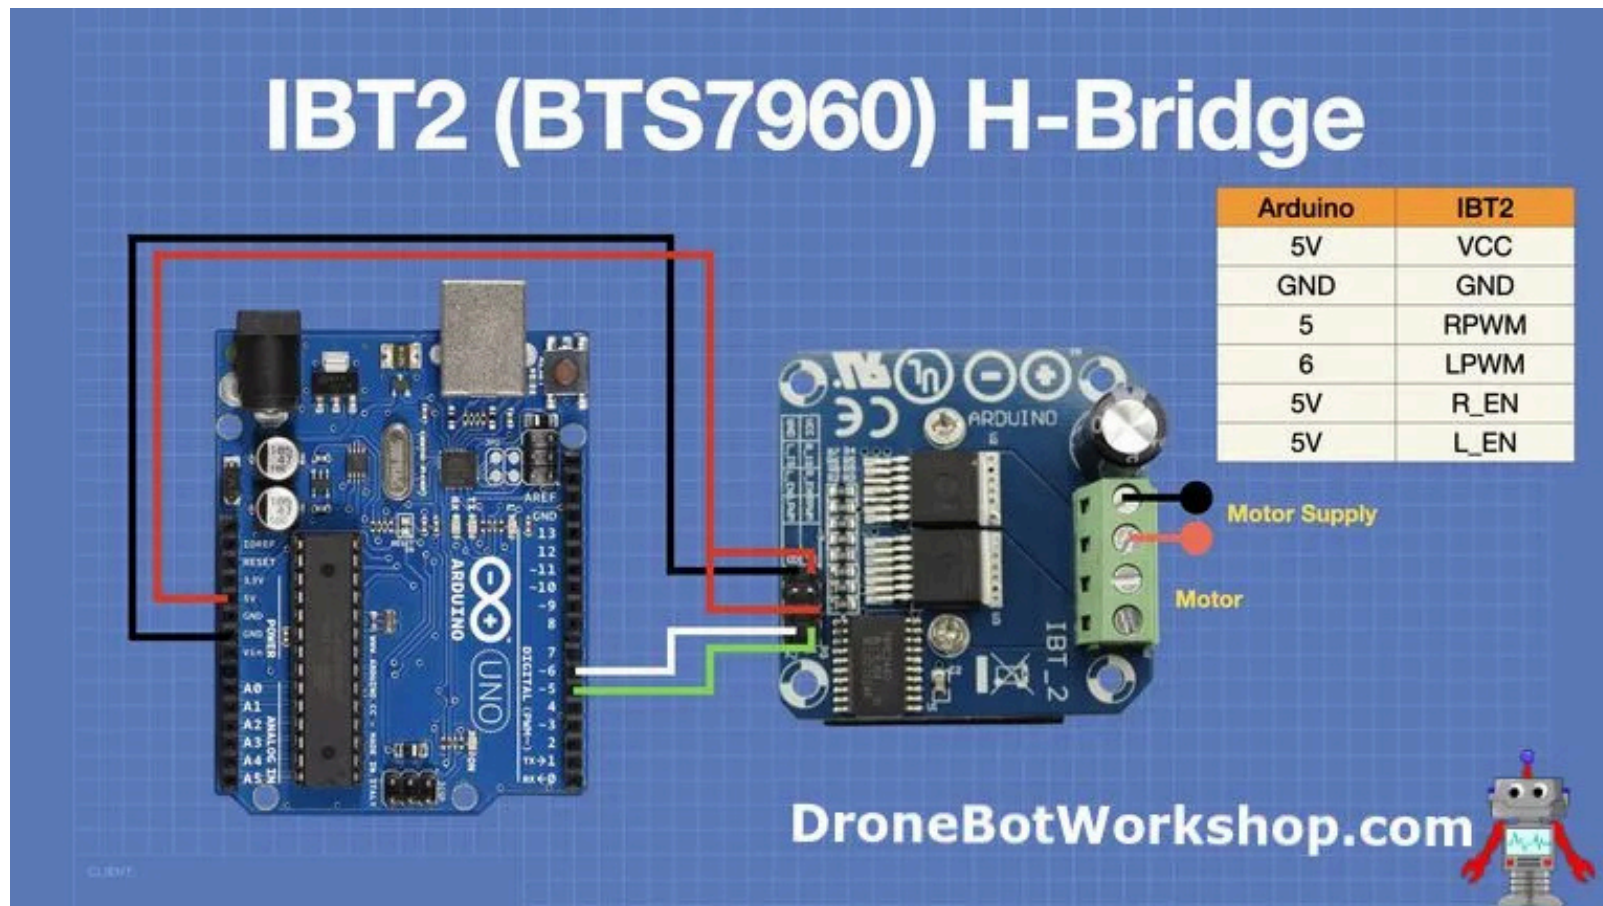 IBT2 (BTS7960) H-Bridge
Arduino IBT2
5V VCC
GND GND
5 RPWM
6 LPWM
5V R_EN
5V L_EN
Motor Supply
Motor
AREF
GND
13
12
~11
~10
~9
8
7
~6
~5
4
~3
2
TX→1
RX←0
DIGITAL (PWM~)
IOREF
RESET
3.3V
5V
GND
GND
Vin
POWER
A0
A1
A2
A3
A4
A5
ANALOG IN
ARDUINO
UNO
ARDUINO
IBT_2
DroneBotWorkshop.com
CLIENT: